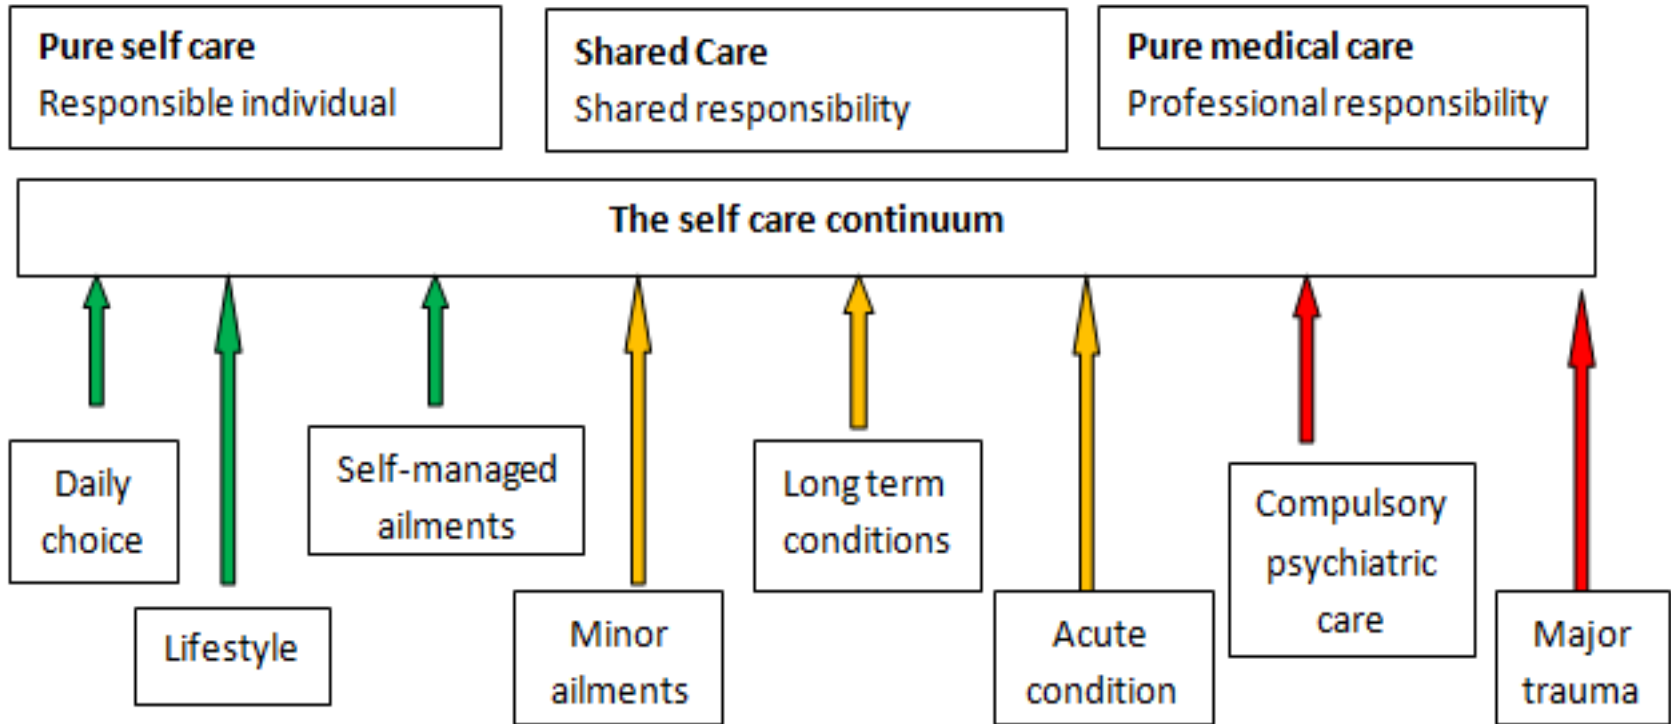 Pure self care
Responsible individual
Shared Care
Shared responsibility
Pure medical care
Professional responsibility
The self care continuum
Daily
choice
Lifestyle
Self-managed
ailments
Minor
ailments
Long term
conditions
Acute
condition
Compulsory
psychiatric
care
Major
trauma